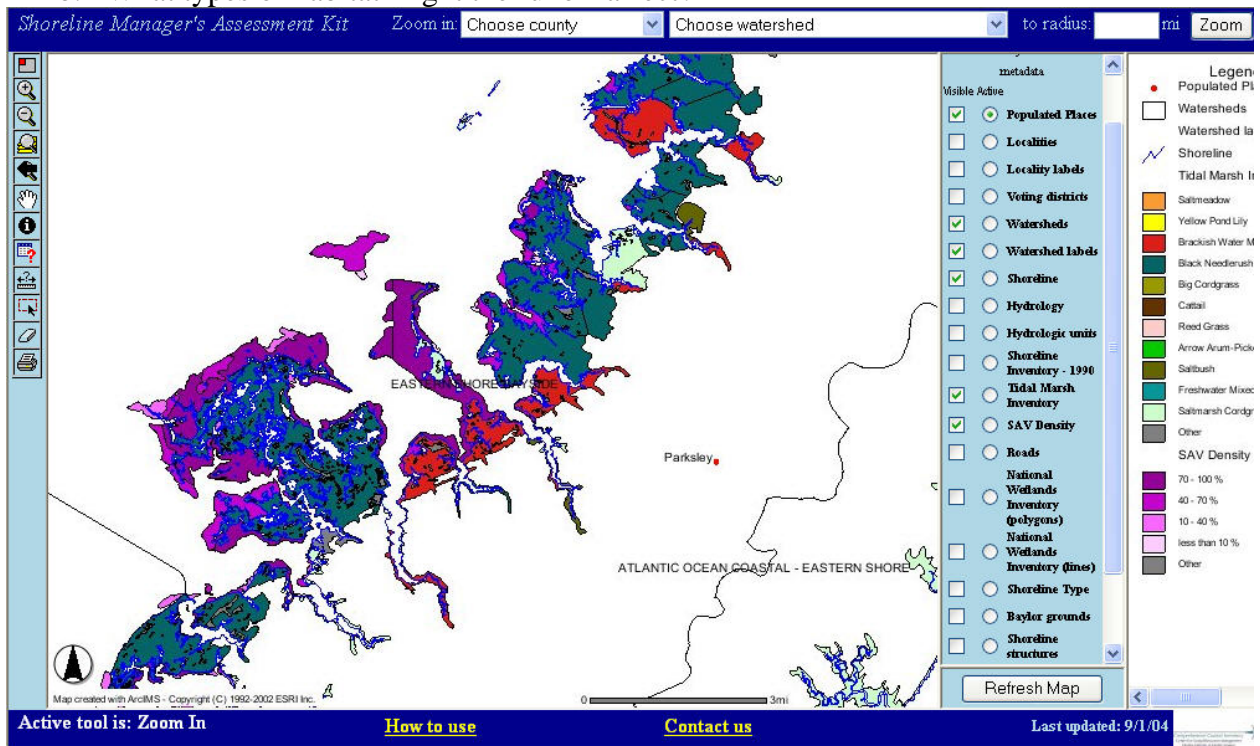 Shoreline Manager's Assessment Kit
Zoom in: Choose county
Choose watershed
to radius: mi Zoom
EASTERN SHORE BAYSIDE
Parksley
ATLANTIC OCEAN COASTAL - EASTERN SHORE
Map created with ArcIMS - Copyright (C) 1992-2002 ESRI Inc.
0 3mi
metadata
Visible Active
Populated Places
Localities
Locality labels
Voting districts
Watersheds
Watershed labels
Shoreline
Hydrology
Hydrologic units
Shoreline
Inventory - 1990
Tidal Marsh
Inventory
SAV Density
Roads
National
Wetlands
Inventory
(polygons)
National
Wetlands
Inventory (lines)
Shoreline Type
Baylor grounds
Shoreline
structures
Refresh Map
Legen
Populated Pl
Watersheds
Watershed la
Shoreline
Tidal Marsh In
Saltmeadow
Yellow Pond Lily
Brackish Water M
Black Needlerush
Big Cordgrass
Cattail
Reed Grass
Arrow Arum-Picke
Saltbush
Freshwater Mixed
Saltmarsh Cordgr
Other
SAV Density
70 - 100 %
40 - 70 %
10 - 40 %
less than 10 %
Other
Active tool is: Zoom In
How to use
Contact us
Last updated: 9/1/04